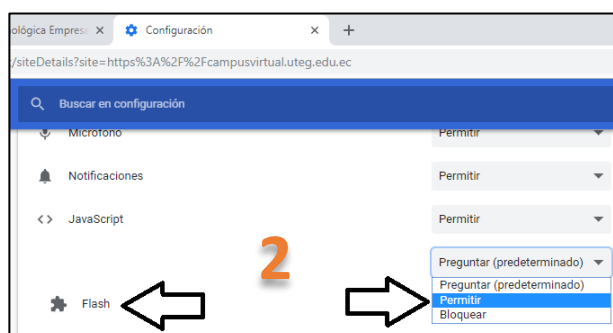 ológica Empres
Configuración
/siteDetails?site=https%3A%2F%2Fcampusvirtual.uteg.edu.ec
Buscar en configuración
Micrófono Permitir
Notificaciones Permitir
JavaScript Permitir
2
Preguntar (predeterminado)
Preguntar (predeterminado)
Permitir
Bloquear
Flash